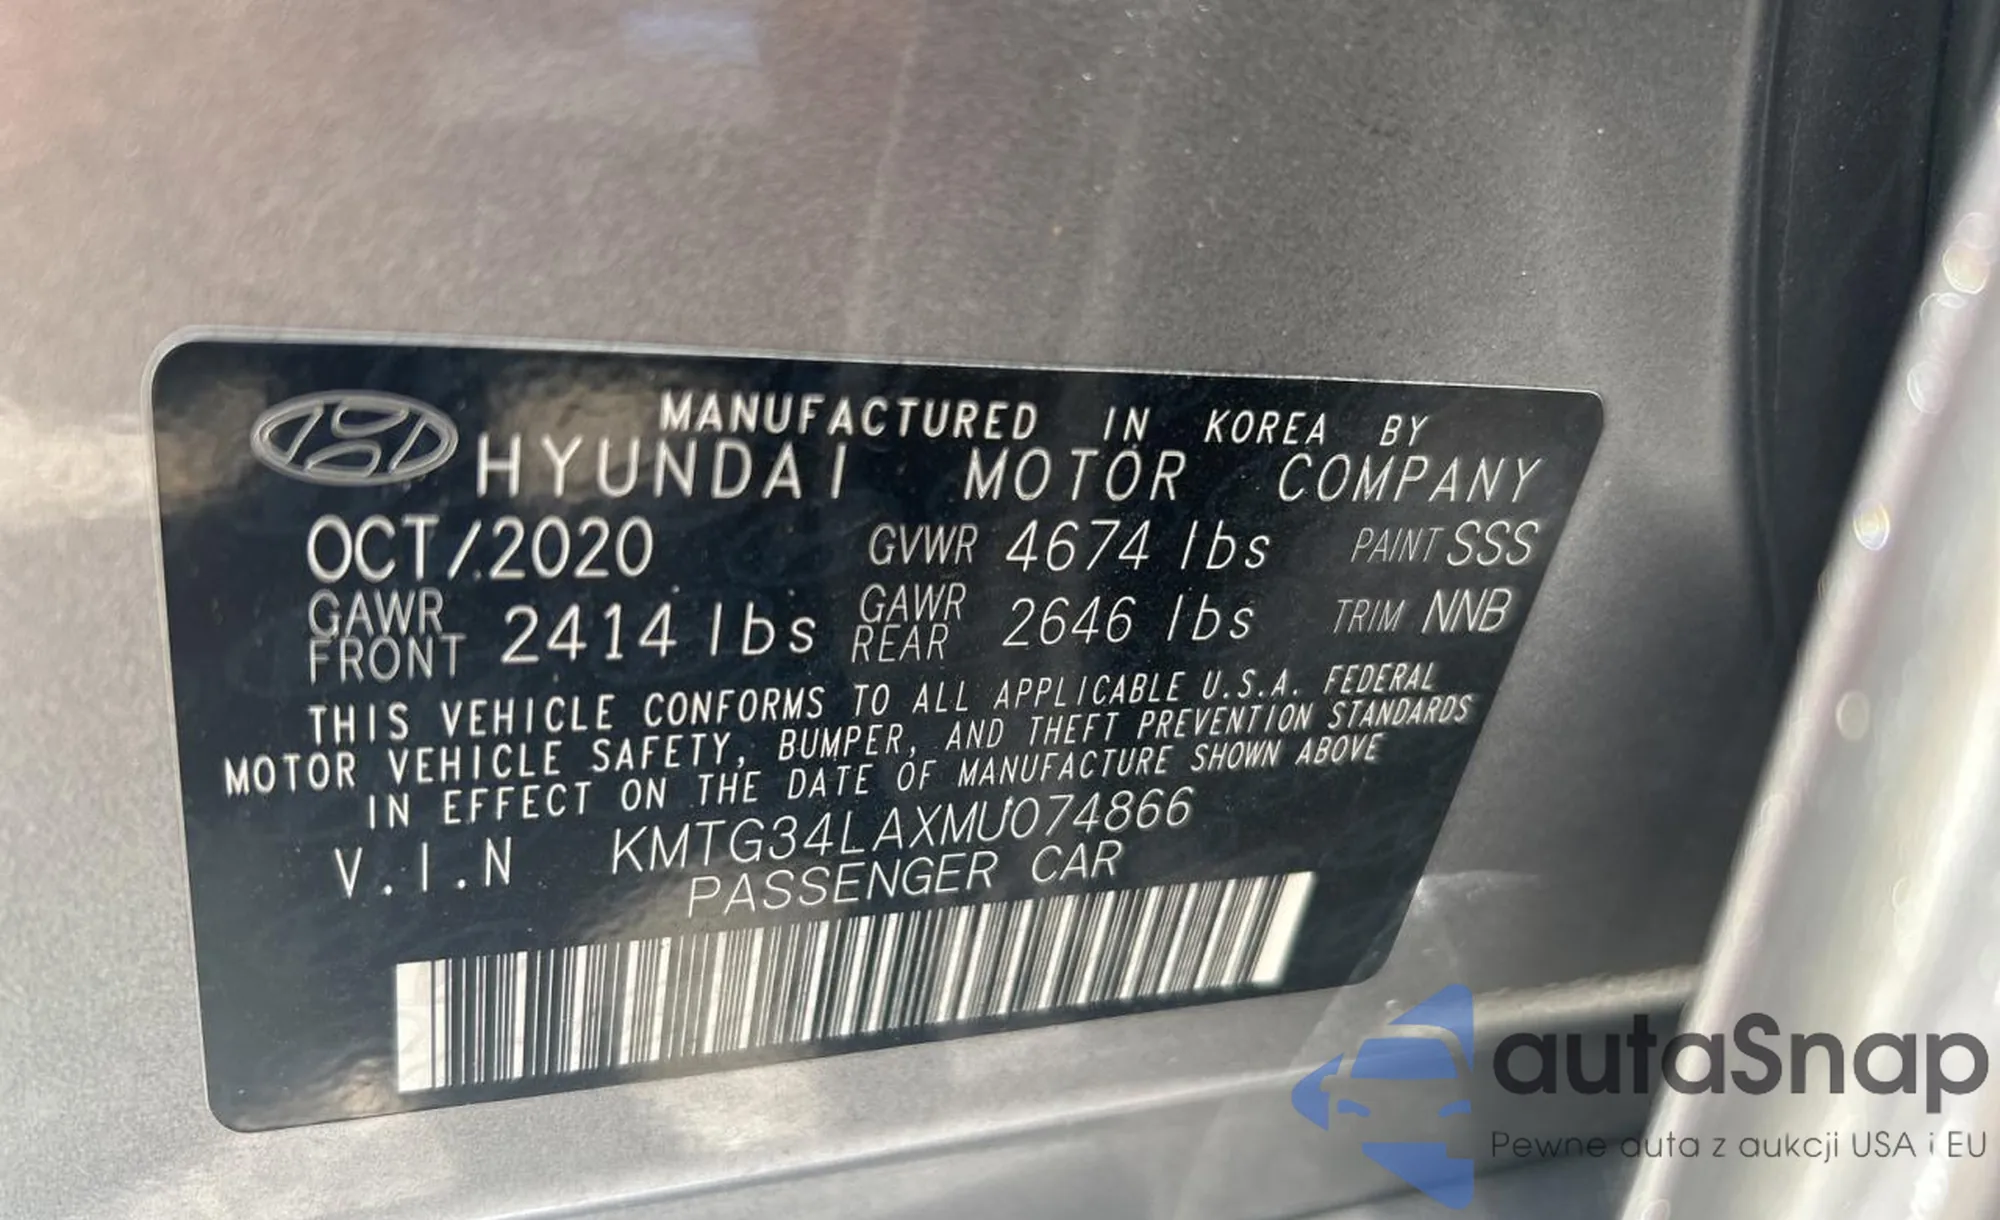 MANUFACTURED IN KOREA BY
HYUNDAI MOTOR COMPANY
OCT/2020 GVWR 4674 lbs PAINT SSS
GAWR FRONT 2414 lbs GAWR REAR 2646 lbs TRIM NNB
THIS VEHICLE CONFORMS TO ALL APPLICABLE U.S.A. FEDERAL
MOTOR VEHICLE SAFETY, BUMPER, AND THEFT PREVENTION STANDARDS
IN EFFECT ON THE DATE OF MANUFACTURE SHOWN ABOVE
V.I.N KMTG34LAXMU074866
PASSENGER CAR
autaSnap
Pewne auta z aukcji USA i EU